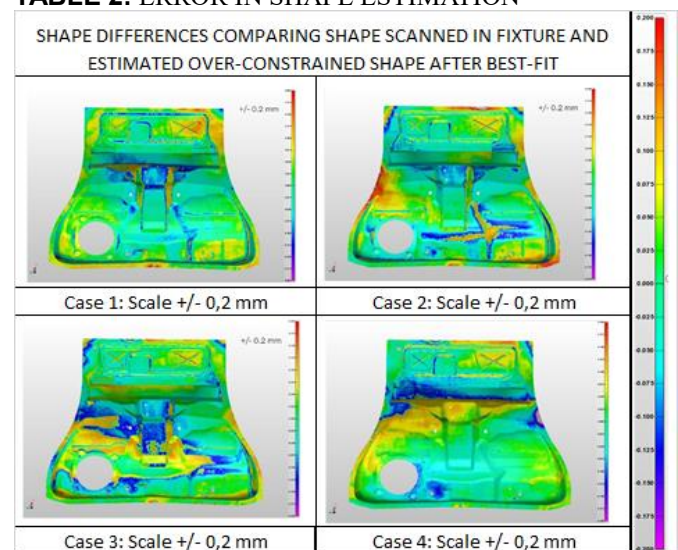 TABLE 2: ERROR IN SHAPE ESTIMATION
SHAPE DIFFERENCES COMPARING SHAPE SCANNED IN FIXTURE AND
ESTIMATED OVER-CONSTRAINED SHAPE AFTER BEST-FIT
+/- 0.2 mm
+/- 0.2 mm
Case 1: Scale +/- 0,2 mm
Case 2: Scale +/- 0,2 mm
+/- 0.2 mm
Case 3: Scale +/- 0,2 mm
Case 4: Scale +/- 0,2 mm
0.200
0.175
0.150
0.125
0.100
0.075
0.050
0.025
0.000
-0.025
-0.050
-0.075
-0.100
-0.125
-0.150
-0.175